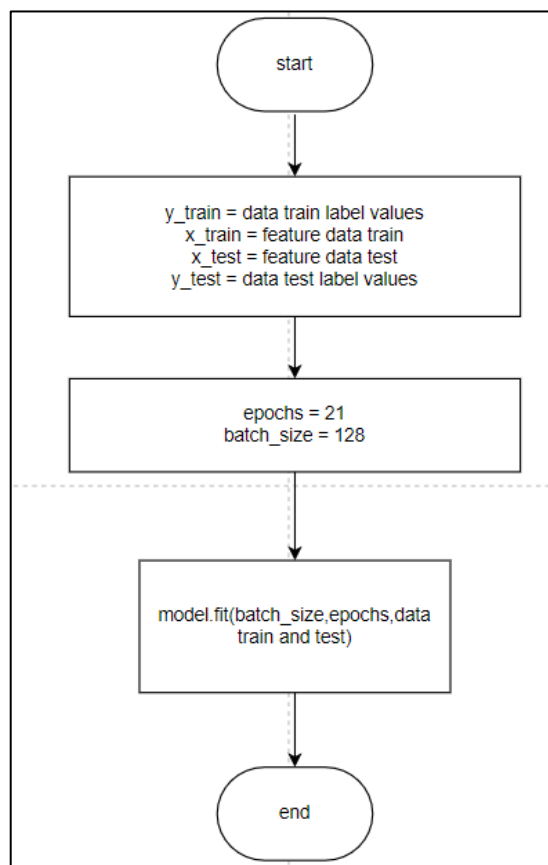 start
y_train = data train label values
x_train = feature data train
x_test = feature data test
y_test = data test label values
epochs = 21
batch_size = 128
model.fit(batch_size,epochs,data
train and test)
end